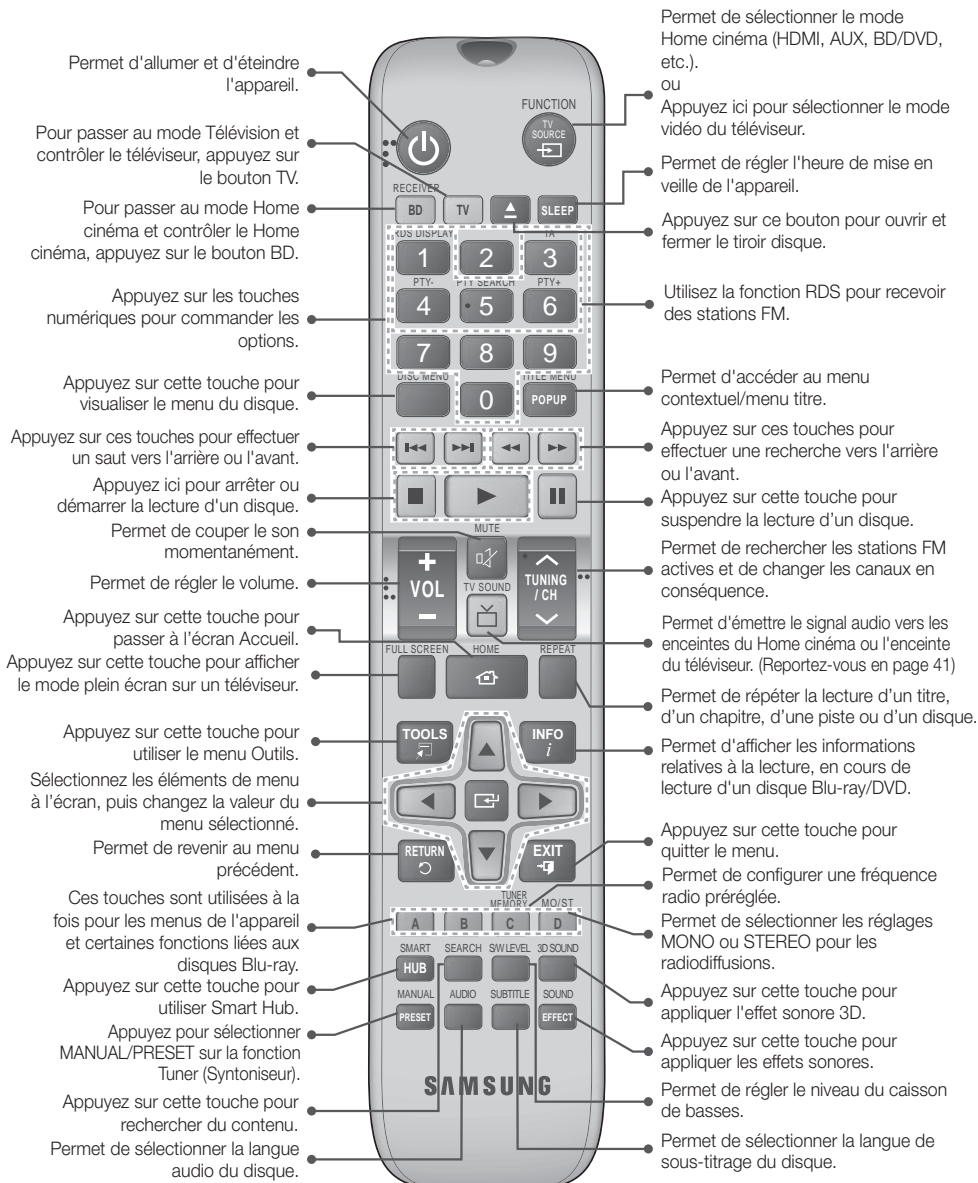 Permet d'allumer et d'éteindre
l'appareil.
Pour passer au mode Télévision et
contrôler le téléviseur, appuyez sur
le bouton TV.
Pour passer au mode Home
cinéma et contrôler le Home
cinéma, appuyez sur le bouton BD.
Appuyez sur les touches
numériques pour commander les
options.
Appuyez sur cette touche pour
visualiser le menu du disque.
Appuyez sur ces touches pour effectuer
un saut vers l'arrière ou l'avant.
Appuyez ici pour arrêter ou
démarrer la lecture d'un disque.
Permet de couper le son
momentanément.
Permet de régler le volume.
Appuyez sur cette touche pour
passer à l'écran Accueil.
Appuyez sur cette touche pour afficher
le mode plein écran sur un téléviseur.
Appuyez sur cette touche pour
utiliser le menu Outils.
Sélectionnez les éléments de menu
à l'écran, puis changez la valeur du
menu sélectionné.
Permet de revenir au menu
précédent.
Ces touches sont utilisées à la
fois pour les menus de l'appareil
et certaines fonctions liées aux
disques Blu-ray.
Appuyez sur cette touche pour
utiliser Smart Hub.
Appuyez pour sélectionner
MANUAL/PRESET sur la fonction
Tuner (Syntoniseur).
Appuyez sur cette touche pour
rechercher du contenu.
Permet de sélectionner la langue
audio du disque.
FUNCTION
TV
SOURCE
RECEIVER
BD TV SLEEP
RDS DISPLAY TA
1 2 3
PTY- PTY SEARCH PTY+
4 5 6
7 8 9
DISC MENU TITLE MENU
0 POPUP
MUTE
VOL
TUNING
/ CH
TV SOUND
FULL SCREEN HOME REPEAT
TOOLS INFO
i
RETURN EXIT
TUNER
MEMORY MO/ST
A B C D
SMART SEARCH S/W LEVEL 3D SOUND
HUB
MANUAL AUDIO SUBTITLE SOUND
PRESET EFFECT
SAMSUNG
Permet de sélectionner le mode
Home cinéma (HDMI, AUX, BD/DVD,
etc.).
ou
Appuyez ici pour sélectionner le mode
vidéo du téléviseur.
Permet de régler l'heure de mise en
veille de l'appareil.
Appuyez sur ce bouton pour ouvrir et
fermer le tiroir disque.
Utilisez la fonction RDS pour recevoir
des stations FM.
Permet d'accéder au menu
contextuel/menu titre.
Appuyez sur ces touches pour
effectuer une recherche vers l'arrière
ou l'avant.
Appuyez sur cette touche pour
suspendre la lecture d'un disque.
Permet de rechercher les stations FM
actives et de changer les canaux en
conséquence.
Permet d'émettre le signal audio vers les
enceintes du Home cinéma ou l'enceinte
du téléviseur. (Reportez-vous en page 41)
Permet de répéter la lecture d'un titre,
d'un chapitre, d'une piste ou d'un disque.
Permet d'afficher les informations
relatives à la lecture, en cours de
lecture d'un disque Blu-ray/DVD.
Appuyez sur cette touche pour
quitter le menu.
Permet de configurer une fréquence
radio préréglée.
Permet de sélectionner les réglages
MONO ou STEREO pour les
radiodiffusions.
Appuyez sur cette touche pour
appliquer l'effet sonore 3D.
Appuyez sur cette touche pour
appliquer les effets sonores.
Permet de régler le niveau du caisson
de basses.
Permet de sélectionner la langue de
sous-titrage du disque.